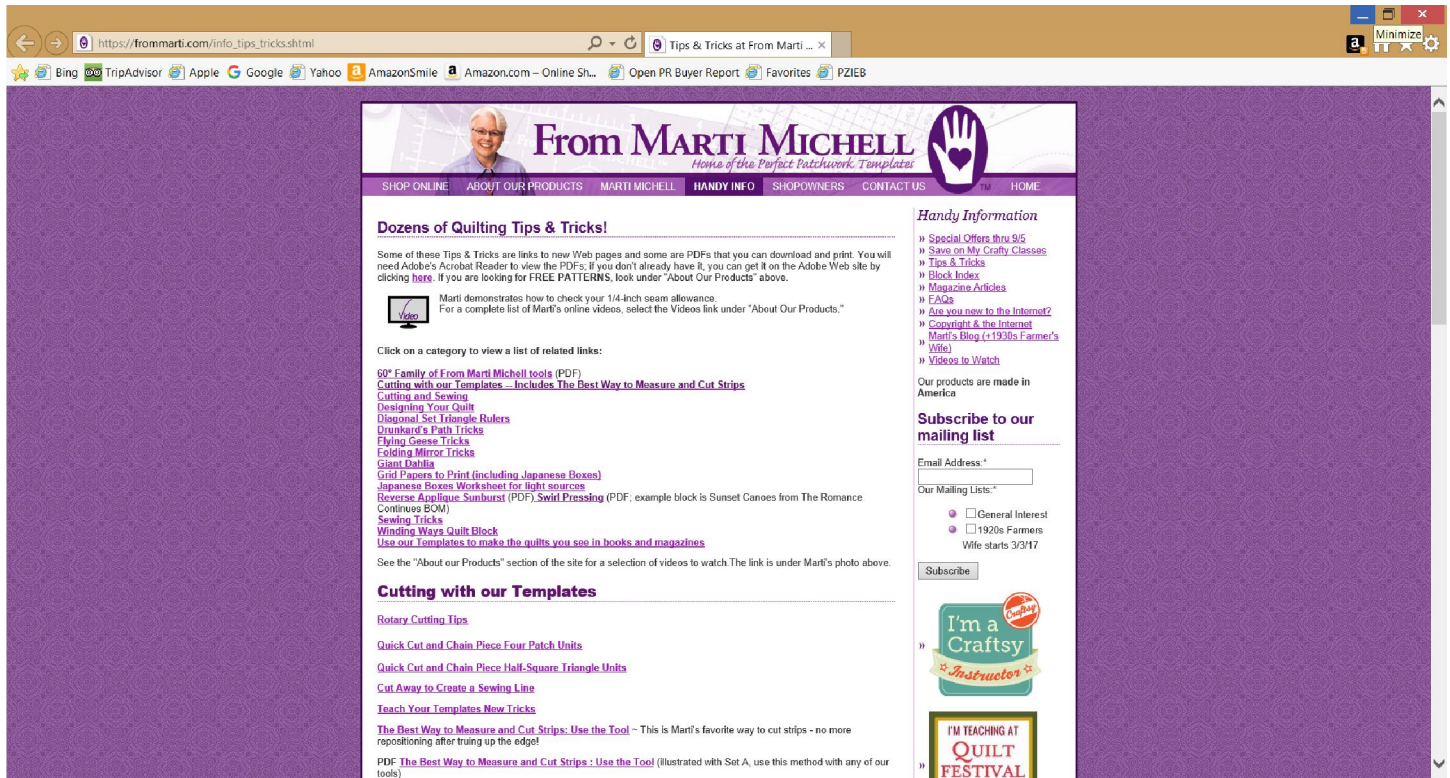 Minimize
https://frommarti.com/info_tips_tricks.shtml
Tips & Tricks at From Marti ...
Bing TripAdvisor Apple Google Yahoo AmazonSmile Amazon.com – Online Sh... Open PR Buyer Report Favorites PZIEB
From Marti Michell
Home of the Perfect Patchwork Templates
TM
SHOP ONLINE ABOUT OUR PRODUCTS MARTI MICHELL HANDY INFO SHOPOWNERS CONTACT US HOME
Dozens of Quilting Tips & Tricks!
Some of these Tips & Tricks are links to new Web pages and some are PDFs that you can download and print. You will
need Adobe's Acrobat Reader to view the PDFs; if you don't already have it, you can get it on the Adobe Web site by
clicking here. If you are looking for FREE PATTERNS, look under "About Our Products" above.
Video
Marti demonstrates how to check your 1/4-inch seam allowance.
For a complete list of Marti's online videos, select the Videos link under "About Our Products."
Click on a category to view a list of related links:
60° Family of From Marti Michell tools (PDF)
Cutting with our Templates -- Includes The Best Way to Measure and Cut Strips
Cutting and Sewing
Designing Your Quilt
Diagonal Set Triangle Rulers
Drunkard's Path Tricks
Flying Geese Tricks
Folding Mirror Tricks
Giant Dahlia
Grid Papers to Print (including Japanese Boxes)
Japanese Boxes Worksheet for light sources
Reverse Applique Sunburst (PDF) Swirl Pressing (PDF; example block is Sunset Canoes from The Romance
Continues BOM)
Sewing Tricks
Winding Ways Quilt Block
Use our Templates to make the quilts you see in books and magazines
See the "About our Products" section of the site for a selection of videos to watch.The link is under Marti's photo above.
Cutting with our Templates
Rotary Cutting Tips
Quick Cut and Chain Piece Four Patch Units
Quick Cut and Chain Piece Half-Square Triangle Units
Cut Away to Create a Sewing Line
Teach Your Templates New Tricks
The Best Way to Measure and Cut Strips: Use the Tool ~ This is Marti's favorite way to cut strips - no more
repositioning after truing up the edge!
PDF The Best Way to Measure and Cut Strips : Use the Tool (illustrated with Set A, use this method with any of our
tools)
Handy Information
» Special Offers thru 9/5
» Save on My Crafty Classes
» Tips & Tricks
» Block Index
» Magazine Articles
» FAQs
» Are you new to the Internet?
» Copyright & the Internet
» Marti's Blog (+1930s Farmer's
Wife)
» Videos to Watch
Our products are made in
America
Subscribe to our
mailing list
Email Address:*
Our Mailing Lists:*
General Interest
1920s Farmers
Wife starts 3/3/17
Subscribe
»
Craftsy
I'm a
Craftsy
Instructor
»
I'M TEACHING AT
QUILT
FESTIVAL